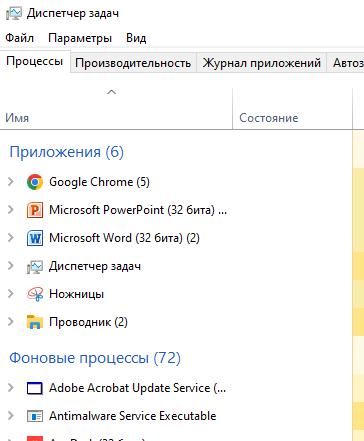 Диспетчер задач
Файл Параметры Вид
Процессы Производительность Журнал приложений Автоз
Имя Состояние
Приложения (6)
Google Chrome (5)
Microsoft PowerPoint (32 бита) ...
Microsoft Word (32 бита) (2)
Диспетчер задач
Ножницы
Проводник (2)
Фоновые процессы (72)
Adobe Acrobat Update Service (...
Antimalware Service Executable